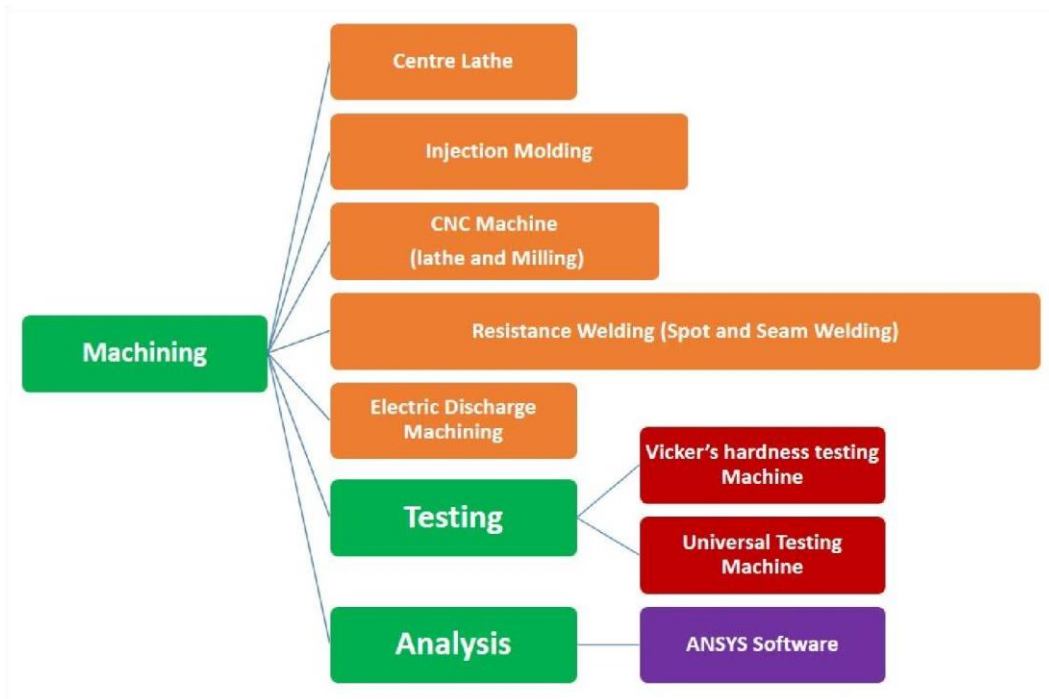 Centre Lathe
Injection Molding
CNC Machine
(lathe and Milling)
Resistance Welding (Spot and Seam Welding)
Machining
Electric Discharge
Machining
Vicker’s hardness testing
Machine
Testing
Universal Testing
Machine
Analysis
ANSYS Software